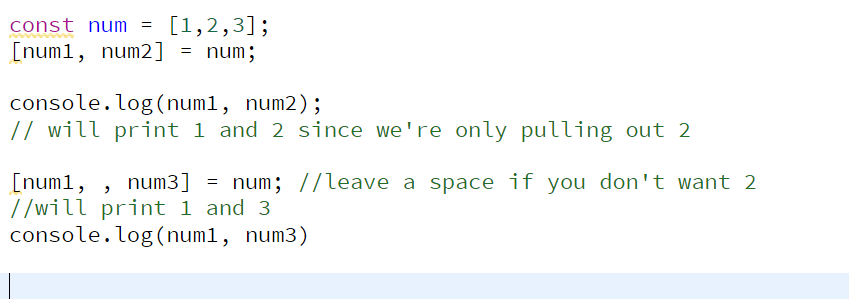 const num = [1,2,3];
[num1, num2] = num;
console.log(num1, num2);
// will print 1 and 2 since we're only pulling out 2
[num1, , num3] = num; //leave a space if you don't want 2
//will print 1 and 3
console.log(num1, num3)